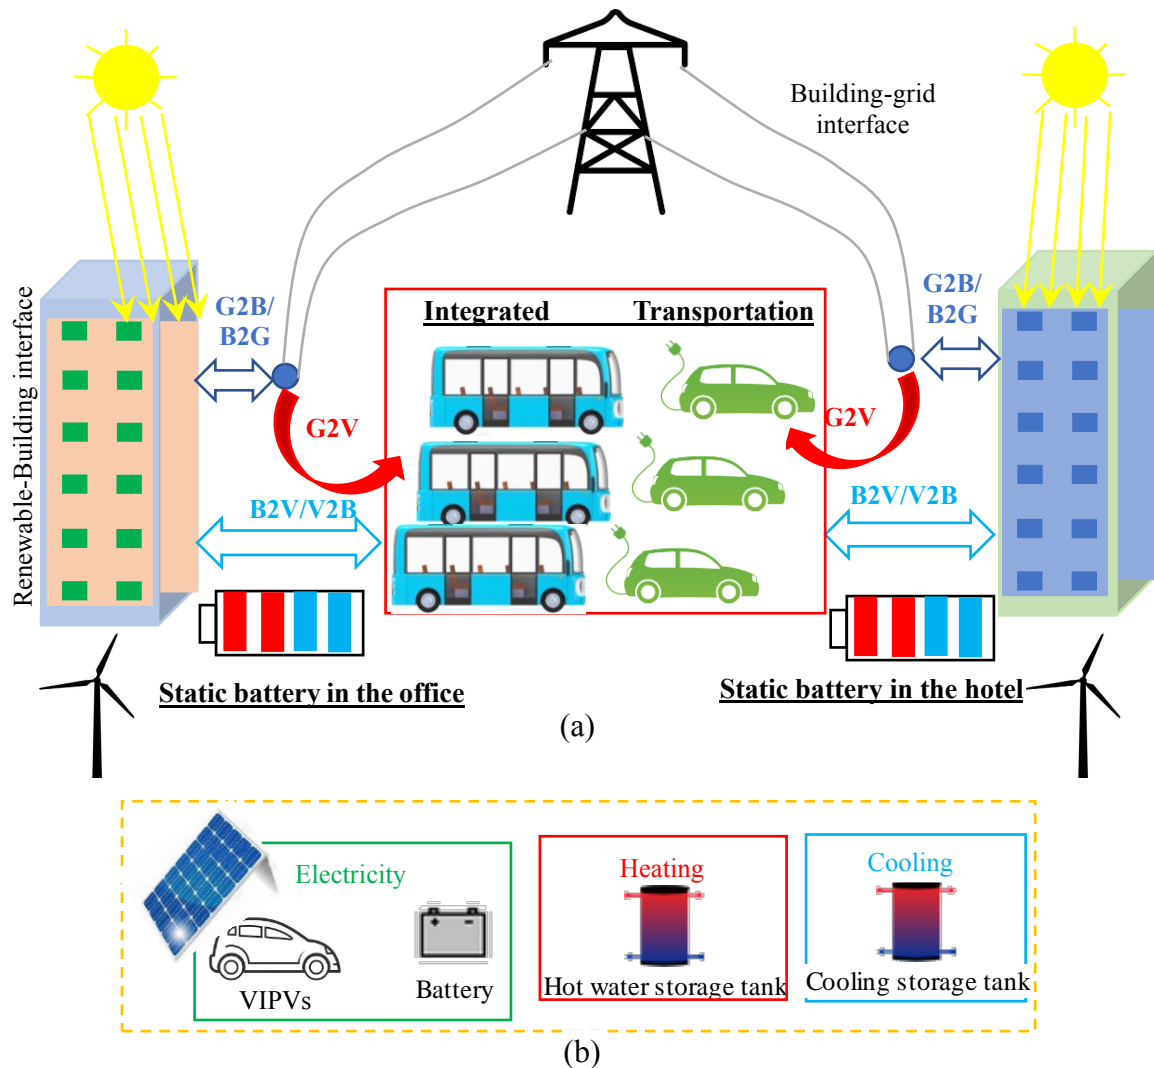 Building-grid
interface
Renewable-Building interface
G2B/
B2G
G2B/
B2G
Integrated Transportation
G2V
G2V
B2V/V2B
B2V/V2B
Static battery in the office
Static battery in the hotel
(a)
Electricity
Heating
Cooling
VIPVs
Battery
Hot water storage tank
Cooling storage tank
(b)